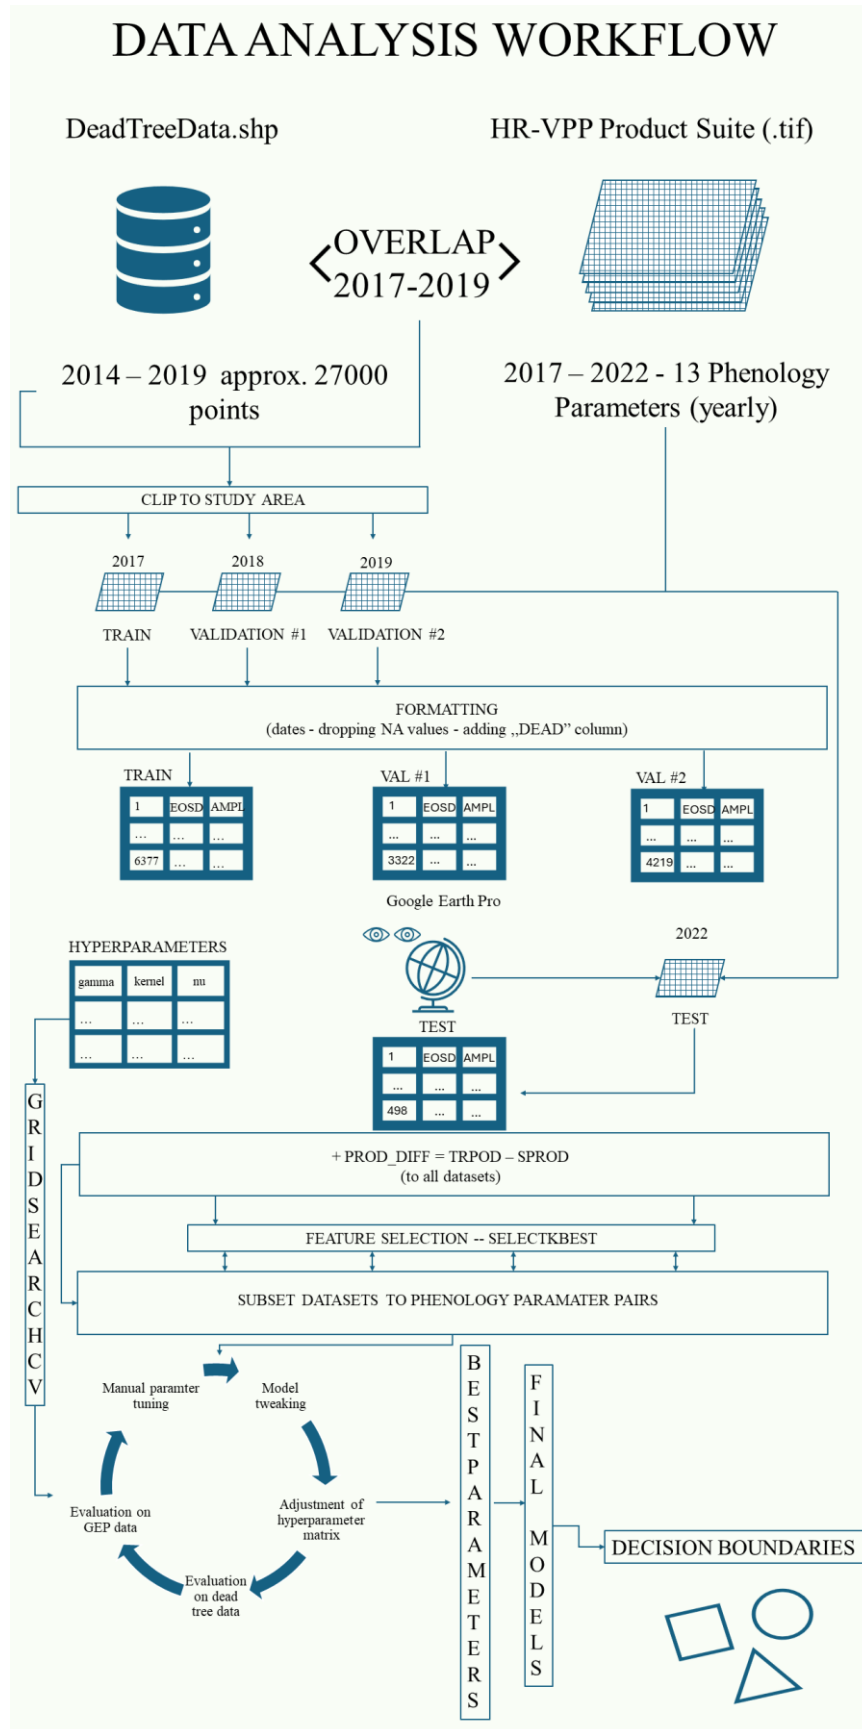 DATA ANALYSIS WORKFLOW
DeadTreeData.shp
HR-VPP Product Suite (.tif)
OVERLAP
2017-2019
2014 – 2019 approx. 27000
points
2017 – 2022 - 13 Phenology
Parameters (yearly)
CLIP TO STUDY AREA
2017
2018
2019
TRAIN
VALIDATION #1
VALIDATION #2
FORMATTING
(dates - dropping NA values - adding „DEAD” column)
TRAIN
1 EOSD AMPL
... ... ...
6377 ... ...
VAL #1
1 EOSD AMPL
... ... ...
3322 ... ...
VAL #2
1 EOSD AMPL
... ... ...
4219 ... ...
Google Earth Pro
HYPERPARAMETERS
gamma kernel nu
... ... ...
... ... ...
2022
TEST
TEST
1 EOSD AMPL
... ... ...
498 ... ...
GRIDSEARCHCV
+ PROD_DIFF = TRPOD – SPROD
(to all datasets)
FEATURE SELECTION -- SELECTKBEST
SUBSET DATASETS TO PHENOLOGY PARAMATER PAIRS
Manual paramter
tuning
Model
tweaking
Adjustment of
hyperparameter
matrix
Evaluation
on dead
tree data
Evaluation on
GEP data
BESTPARAMETERS
FINAL MODELS
DECISION BOUNDARIES